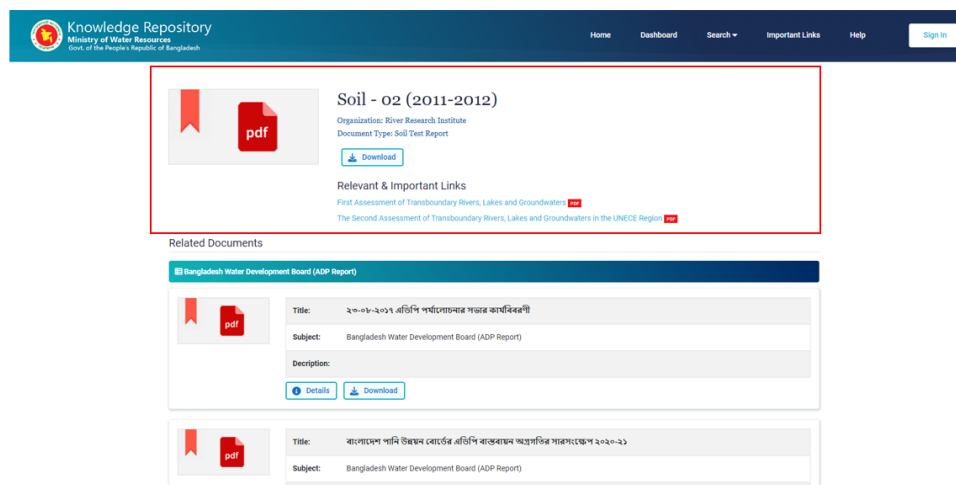 Knowledge Repository
Ministry of Water Resources
Govt. of the People's Republic of Bangladesh
Home Dashboard Search Important Links Help Sign In
pdf
Soil - 02 (2011-2012)
Organization: River Research Institute
Document Type: Soil Test Report
Download
Relevant & Important Links
First Assessment of Transboundary Rivers, Lakes and Groundwaters PDF
The Second Assessment of Transboundary Rivers, Lakes and Groundwaters in the UNECE Region PDF
Related Documents
Bangladesh Water Development Board (ADP Report)
pdf
Title: ২৩-০৮-২০১৭ এডিপি পর্যালোচনার সভার কার্যবিবরণী
Subject: Bangladesh Water Development Board (ADP Report)
Decription:
Details Download
pdf
Title: বাংলাদেশ পানি উন্নয়ন বোর্ডের এডিপি বাস্তবায়ন অগ্রগতির সারসংক্ষেপ ২০২০-২১
Subject: Bangladesh Water Development Board (ADP Report)